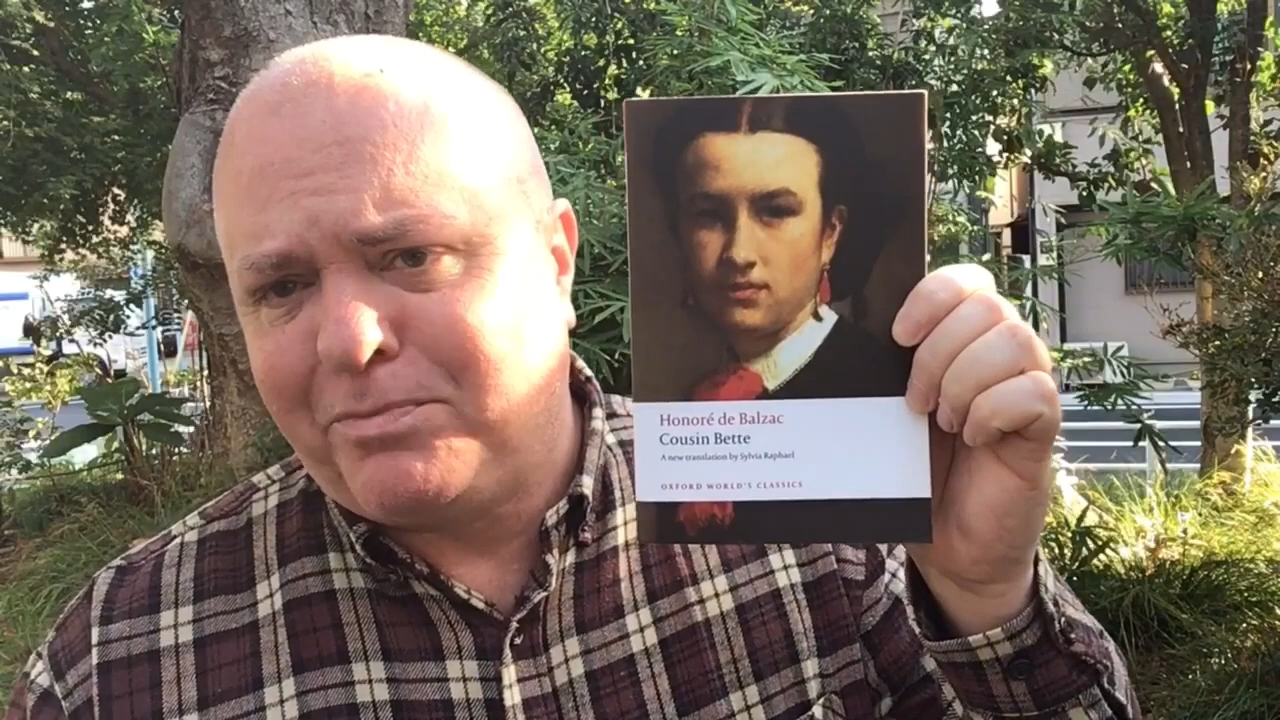 Honoré de Balzac
Cousin Bette
A new translation by Sylvia Raphael
OXFORD WORLD'S CLASSICS